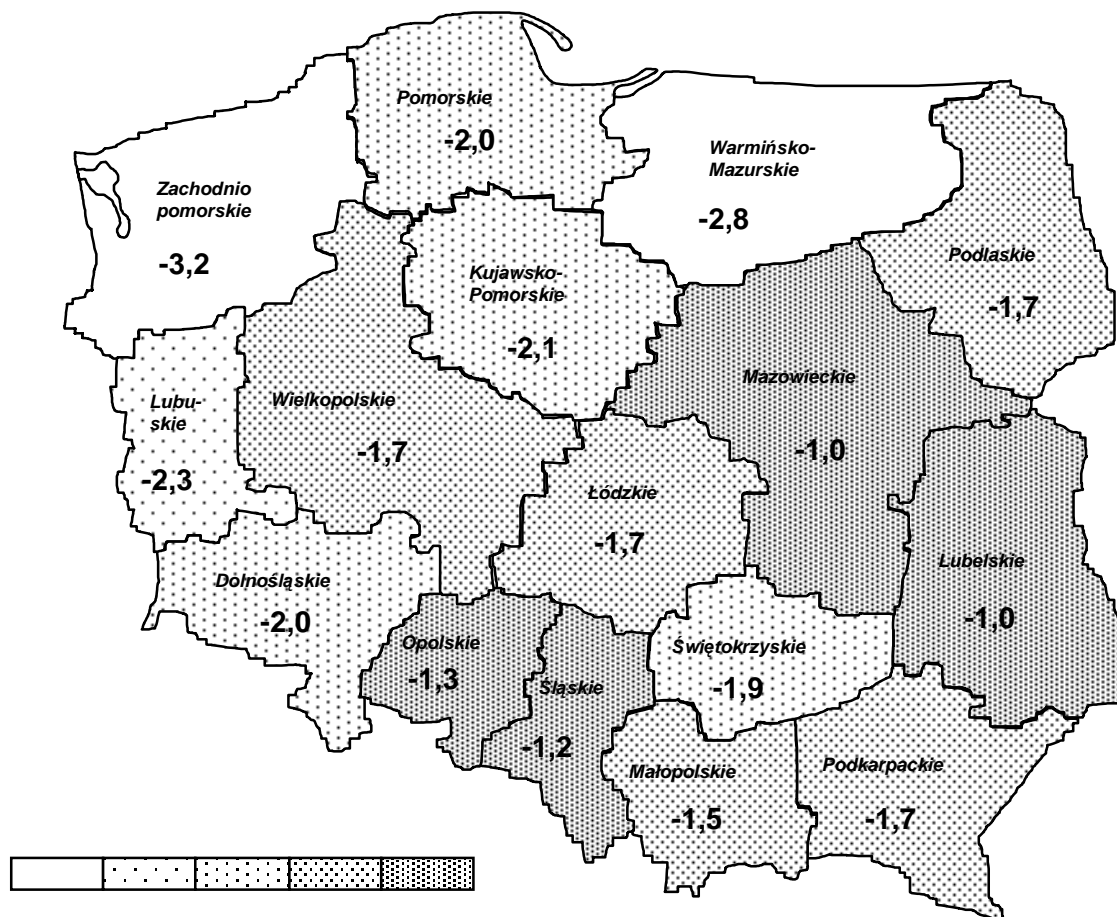 Pomorskie
-2,0
Warmińsko-
Mazurskie
-2,8
Zachodnio
pomorskie
-3,2
Podlaskie
-1,7
Kujawsko-
Pomorskie
-2,1
Mazowieckie
-1,0
Lubu-
skie
-2,3
Wielkopolskie
-1,7
Łódzkie
-1,7
Lubelskie
-1,0
Dolnośląskie
-2,0
Opolskie
-1,3
Śląskie
-1,2
Świętokrzyskie
-1,9
Małopolskie
-1,5
Podkarpackie
-1,7